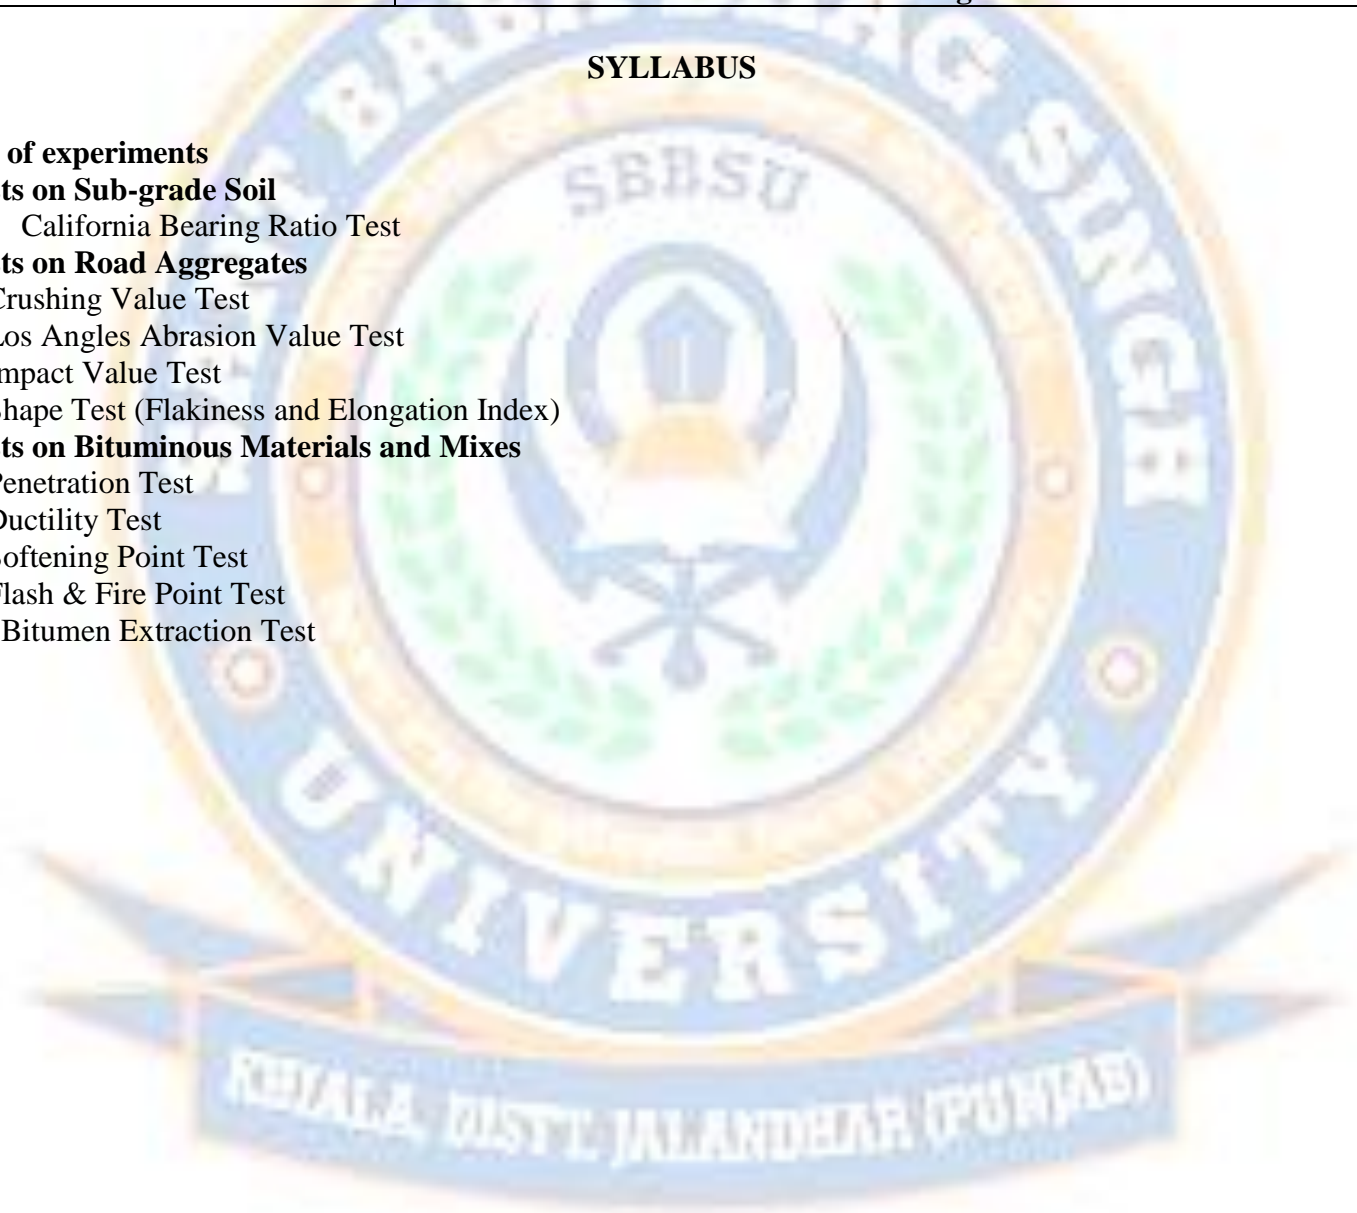 SYLLABUS
of experiments
ts on Sub-grade Soil
California Bearing Ratio Test
ts on Road Aggregates
Crushing Value Test
Los Angles Abrasion Value Test
mpact Value Test
Shape Test (Flakiness and Elongation Index)
ts on Bituminous Materials and Mixes
Penetration Test
Ductility Test
Softening Point Test
Flash & Fire Point Test
Bitumen Extraction Test
SINGH
SBBSU
UNIVERSITY
KHIALA, DISTT. JALANDHAR (PUNJAB)